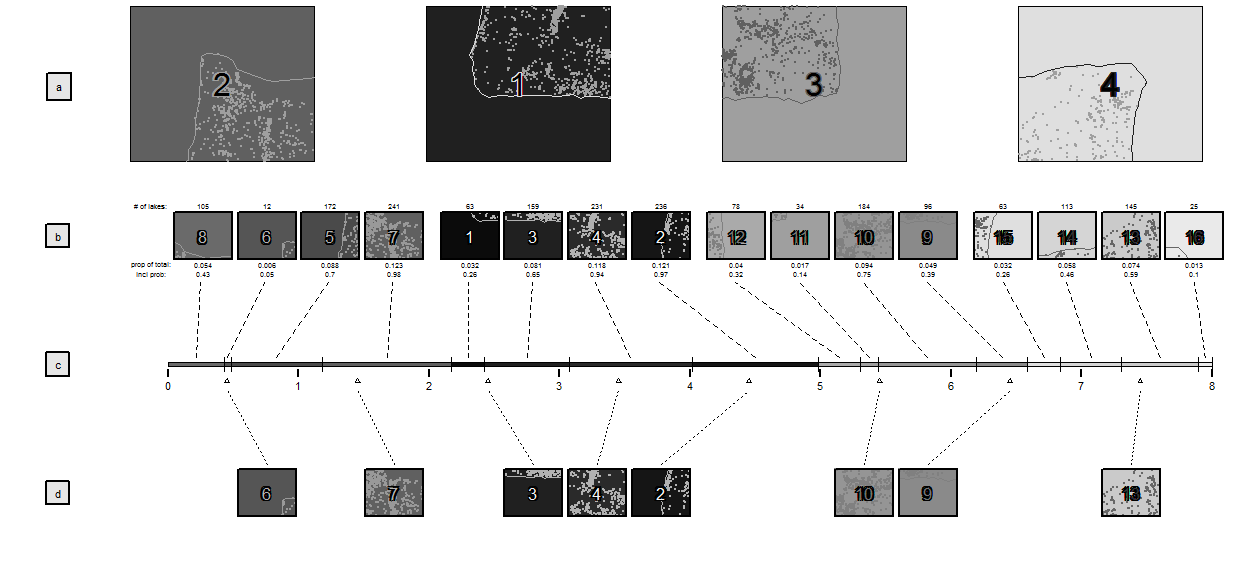 a
2
1
3
4
# of lakes: 105 12 172 241 63 159 231 236 78 34 184 96 63 113 145 25
b
8 6 5 7 1 3 4 2 12 11 10 9 15 14 13 16
prop of total: 0.054 0.006 0.088 0.123 0.032 0.081 0.118 0.121 0.04 0.017 0.094 0.049 0.032 0.058 0.074 0.013
incl prob: 0.43 0.05 0.7 0.98 0.26 0.65 0.94 0.97 0.32 0.14 0.75 0.39 0.26 0.46 0.59 0.1
c
0 1 2 3 4 5 6 7 8
d
6 7 3 4 2 10 9 13